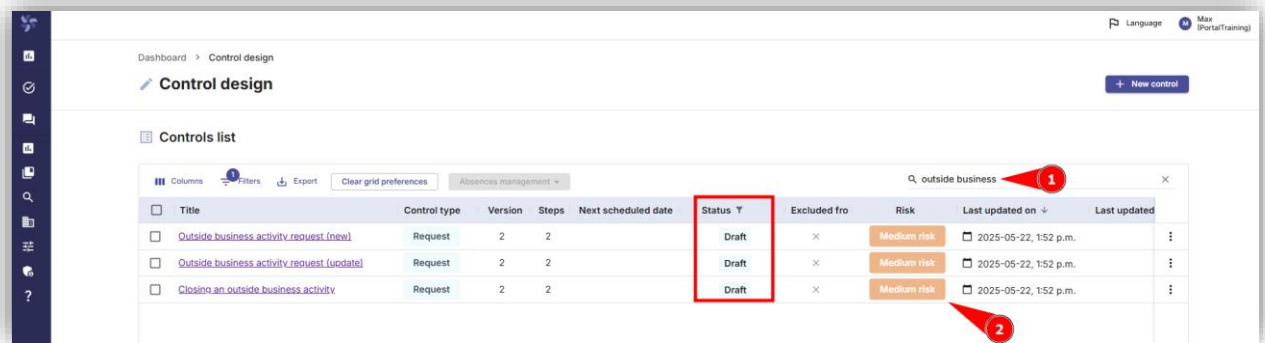 Language M Max (PortalTraining)
Dashboard > Control design
Control design
+ New control
Controls list
Columns 1 Filters Export Clear grid preferences Absences management outside business 1 ×
Title Control type Version Steps Next scheduled date Status Excluded fro Risk Last updated on ↓ Last updated
Outside business activity request (new) Request 2 2 Draft × Medium risk 2025-05-22, 1:52 p.m.
Outside business activity request (update) Request 2 2 Draft × Medium risk 2025-05-22, 1:52 p.m.
Closing an outside business activity Request 2 2 Draft × Medium risk 2025-05-22, 1:52 p.m.
?
2